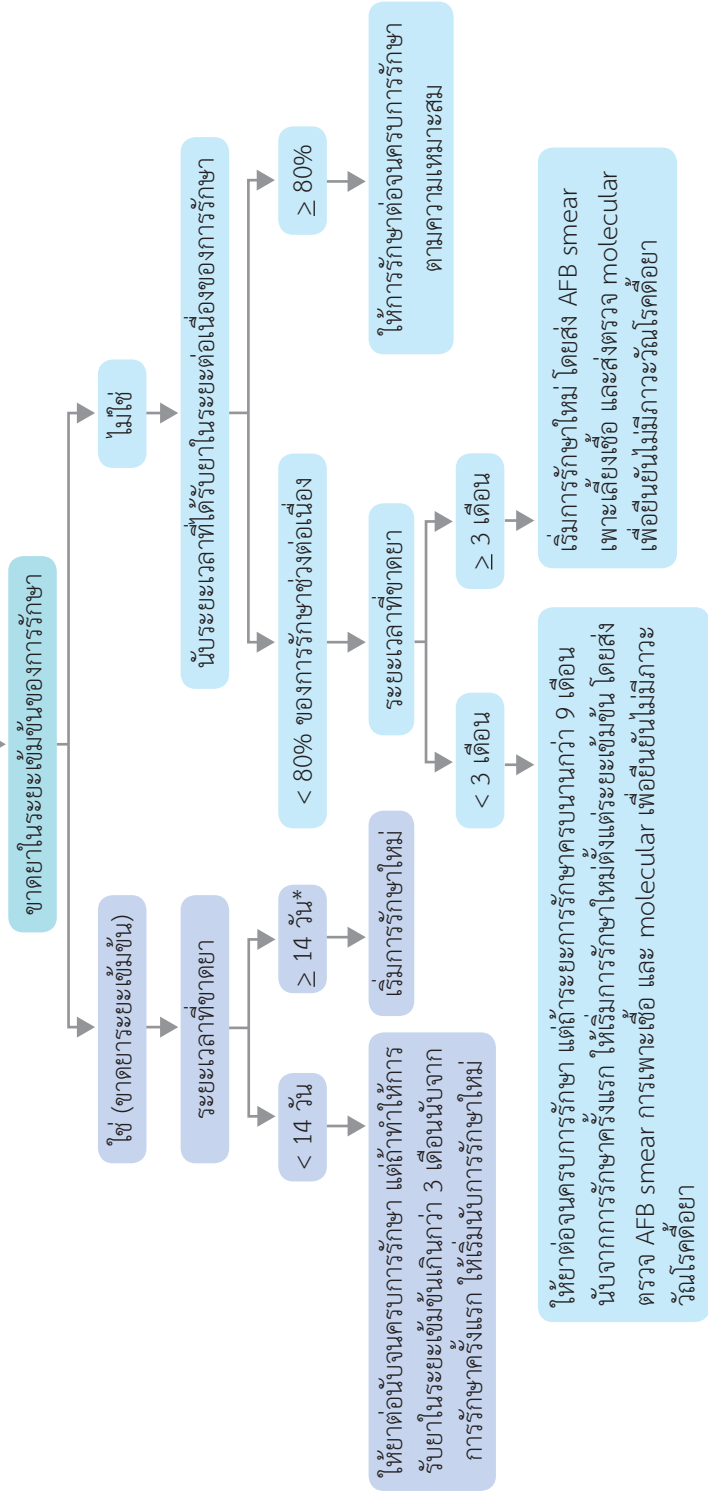 ขาดยาในระยะเข้มข้นของการรักษา
ใช่ (ขาดยาระยะเข้มข้น)
ระยะเวลาที่ขาดยา
< 14 วัน
ให้ยาต่อนับจนครบการรักษา แต่ถ้าทำให้การ
รับยาในระยะเข้มข้นเกินกว่า 3 เดือนนับจาก
การรักษาครั้งแรก ให้เริ่มนับการรักษาใหม่
≥ 14 วัน*
เริ่มการรักษาใหม่
ไม่ใช่
นับระยะเวลาที่ได้รับยาในระยะต่อเนื่องของการรักษา
< 80% ของการรักษาช่วงต่อเนื่อง
ระยะเวลาที่ขาดยา
< 3 เดือน
ให้ยาต่อจนครบการรักษา แต่ถ้าระยะการรักษาครบนานกว่า 9 เดือน
นับจากการรักษาครั้งแรก ให้เริ่มการรักษาใหม่ตั้งแต่ระยะเข้มข้น โดยส่ง
ตรวจ AFB smear การเพาะเชื้อ และ molecular เพื่อยืนยันไม่มีภาวะ
วัณโรคดื้อยา
≥ 3 เดือน
เริ่มการรักษาใหม่ โดยส่ง AFB smear
เพาะเลี้ยงเชื้อ และส่งตรวจ molecular
เพื่อยืนยันไม่มีภาวะวัณโรคดื้อยา
≥ 80%
ให้การรักษาต่อจนครบการรักษา
ตามความเหมาะสม